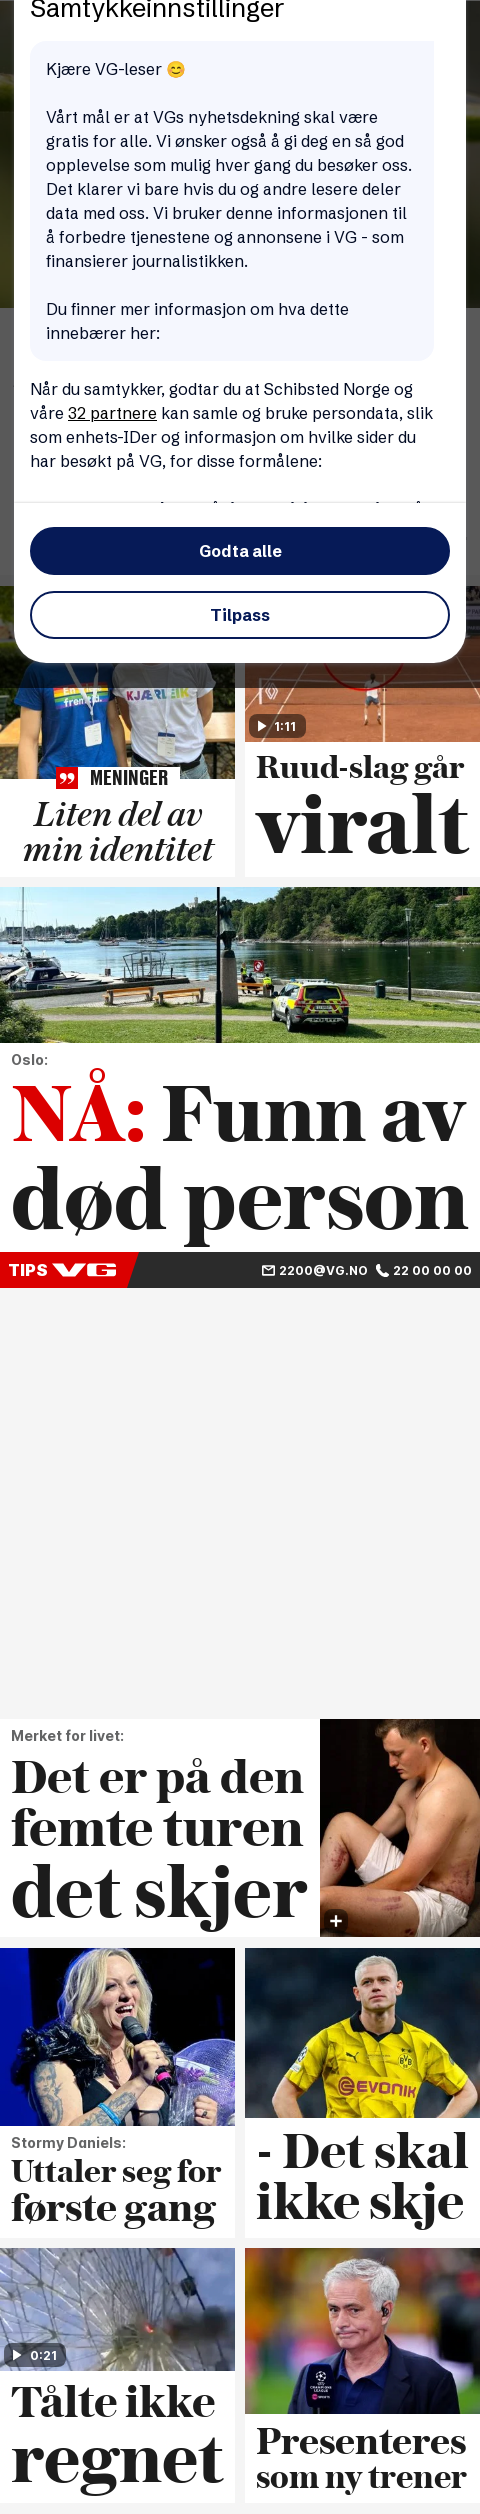 Samtykkeinnstillinger
Kjære VG-leser 😊
Vårt mål er at VGs nyhetsdekning skal være
gratis for alle. Vi ønsker også å gi deg en så god
opplevelse som mulig hver gang du besøker oss.
Det klarer vi bare hvis du og andre lesere deler
data med oss. Vi bruker denne informasjonen til
å forbedre tjenestene og annonsene i VG - som
finansierer journalistikken.
Du finner mer informasjon om hva dette
innebærer her:
Når du samtykker, godtar du at Schibsted Norge og
våre 32 partnere kan samle og bruke persondata, slik
som enhets-IDer og informasjon om hvilke sider du
har besøkt på VG, for disse formålene:
Godta alle
Tilpass
KJÆRLEIK
1:11
MENINGER
Liten del av
min identitet
Ruud-slag går
viralt
Oslo:
NÅ: Funn av
død person
TIPS VG
2200@VG.NO 22 00 00 00
Merket for livet:
Det er på den
femte turen
det skjer
EVONIK
BVB
Stormy Daniels:
Uttaler seg for
første gang
- Det skal
ikke skje
0:21
Tålte ikke
regnet
CHAMPIONS
LEAGUE
Presenteres
som ny trener